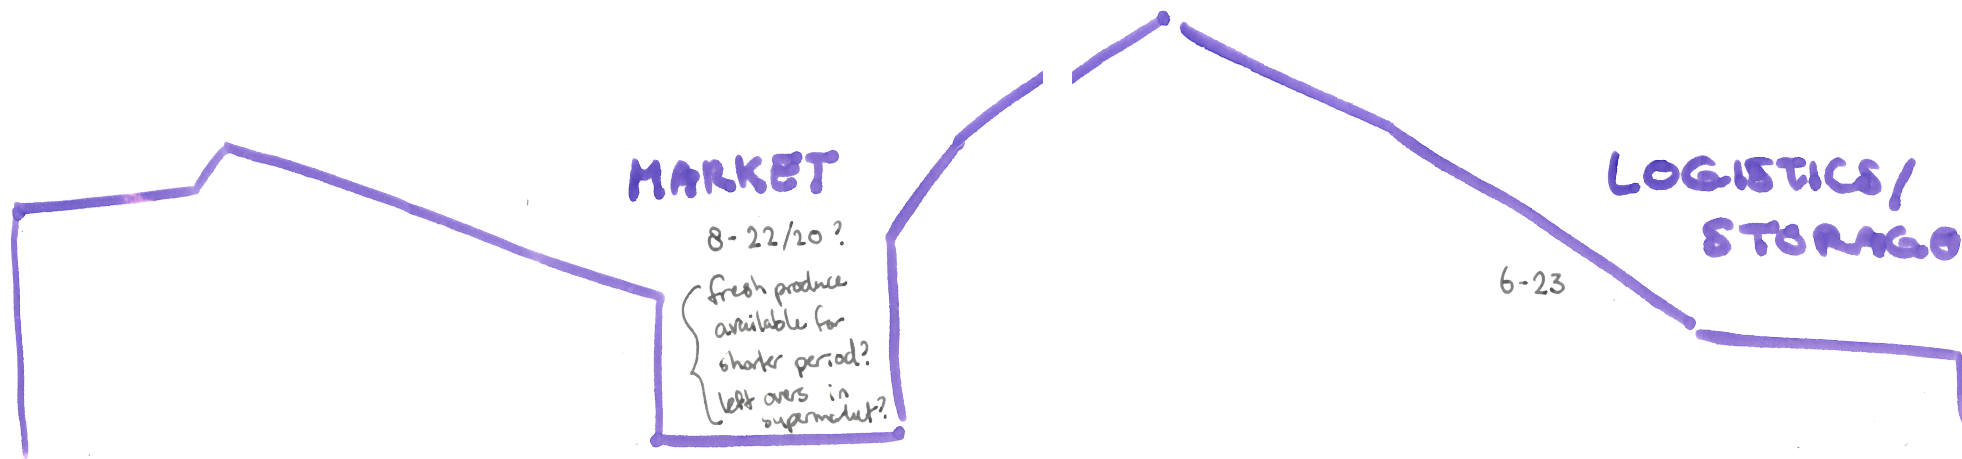 MARKET
8-22/20?
fresh produce
available for
shorter period?
left overs in
supermarket?
LOGISTICS/
STORAGE
6-23